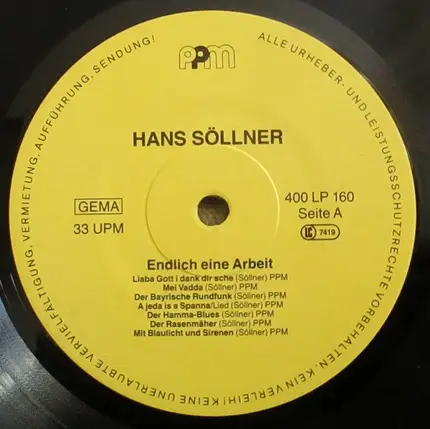 PPM
ALLE URHEBER- UND LEISTUNGSSCHUTZRECHTE VORBEHALTEN. KEIN VERLEIH! KEINE UNERLAUBTE VERVIELFÄLTIGUNG, VERMIETUNG, AUFFÜHRUNG, SENDUNG!
HANS SÖLLNER
GEMA
33 UPM
400 LP 160
Seite A
LC 7419
Endlich eine Arbeit
Liaba Gott i dank dir sche (Söllner) PPM
Mei Vadda (Söllner) PPM
Der Bayrische Rundfunk (Söllner) PPM
A jeda is a Spanna/Lied (Söllner) PPM
Der Hamma-Blues (Söllner) PPM
Der Rasenmäher (Söllner) PPM
Mit Blaulicht und Sirenen (Söllner) PPM